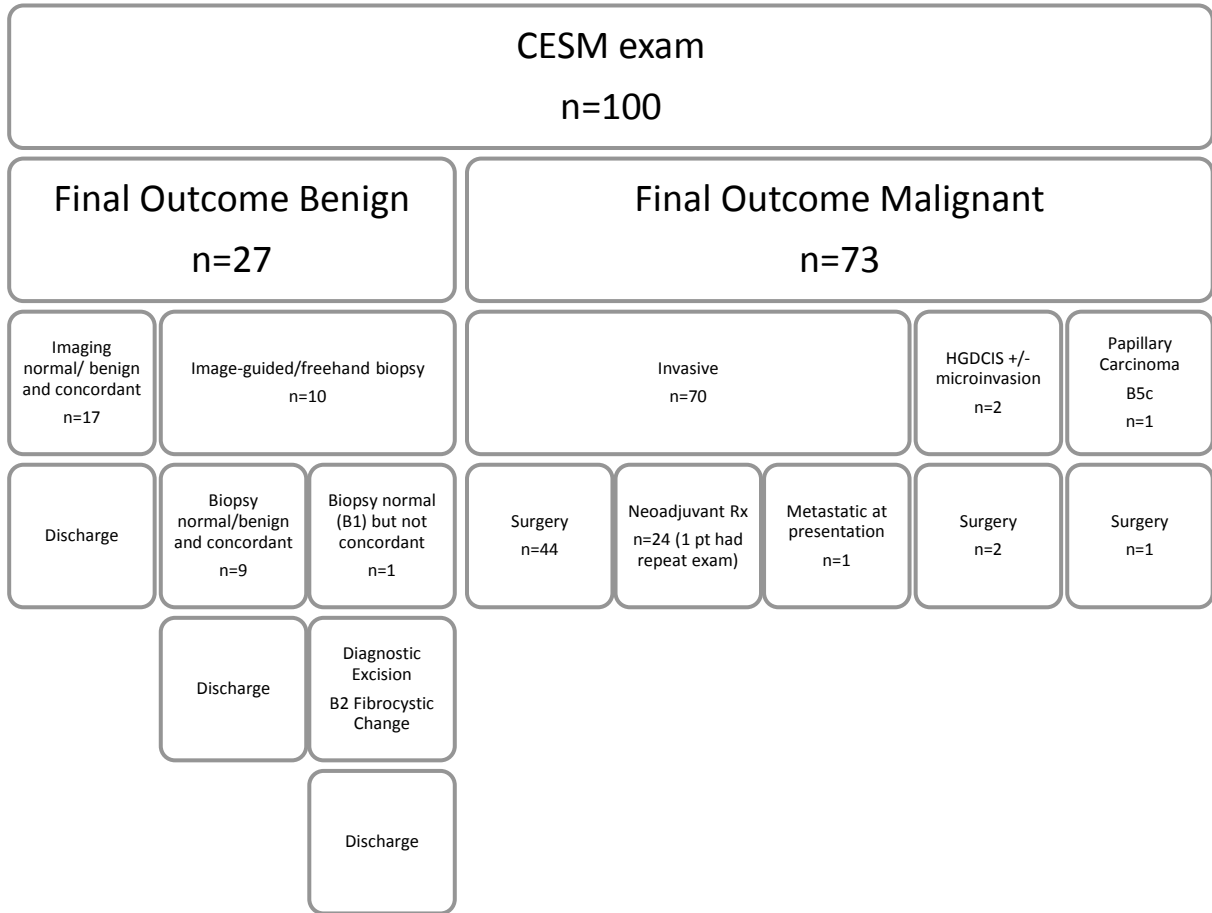 CESM exam
n=100
Final Outcome Benign
n=27
Final Outcome Malignant
n=73
Imaging
normal/ benign
and concordant
n=17
Image-guided/freehand biopsy
n=10
Invasive
n=70
HGDCIS +/-
microinvasion
n=2
Papillary
Carcinoma
B5c
n=1
Discharge
Biopsy
normal/benign
and concordant
n=9
Biopsy normal
(B1) but not
concordant
n=1
Surgery
n=44
Neoadjuvant Rx
n=24 (1 pt had
repeat exam)
Metastatic at
presentation
n=1
Surgery
n=2
Surgery
n=1
Discharge
Diagnostic
Excision
B2 Fibrocystic
Change
Discharge